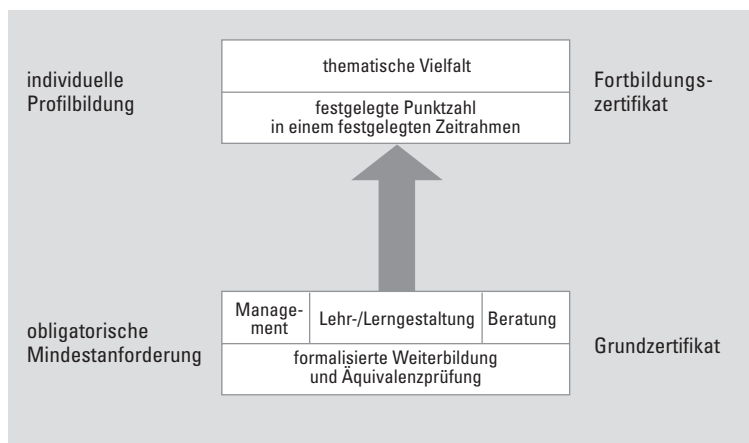 individuelle
Profilbildung
thematische Vielfalt
festgelegte Punktzahl
in einem festgelegten Zeitrahmen
Fortbildungs-
zertifikat
obligatorische
Mindestanforderung
Manage-
ment
Lehr-/Lerngestaltung
Beratung
formalisierte Weiterbildung
und Äquivalenzprüfung
Grundzertifikat